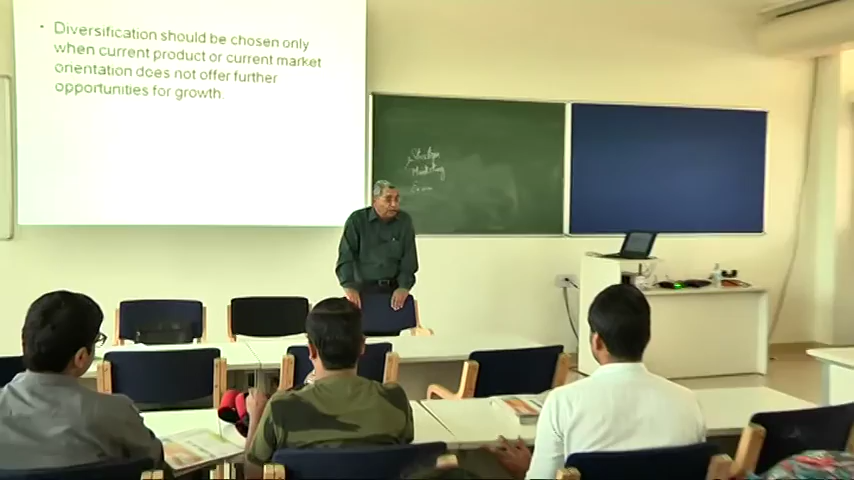 • Diversification should be chosen only
when current product or current market
orientation does not offer further
opportunities for growth.
Marketing